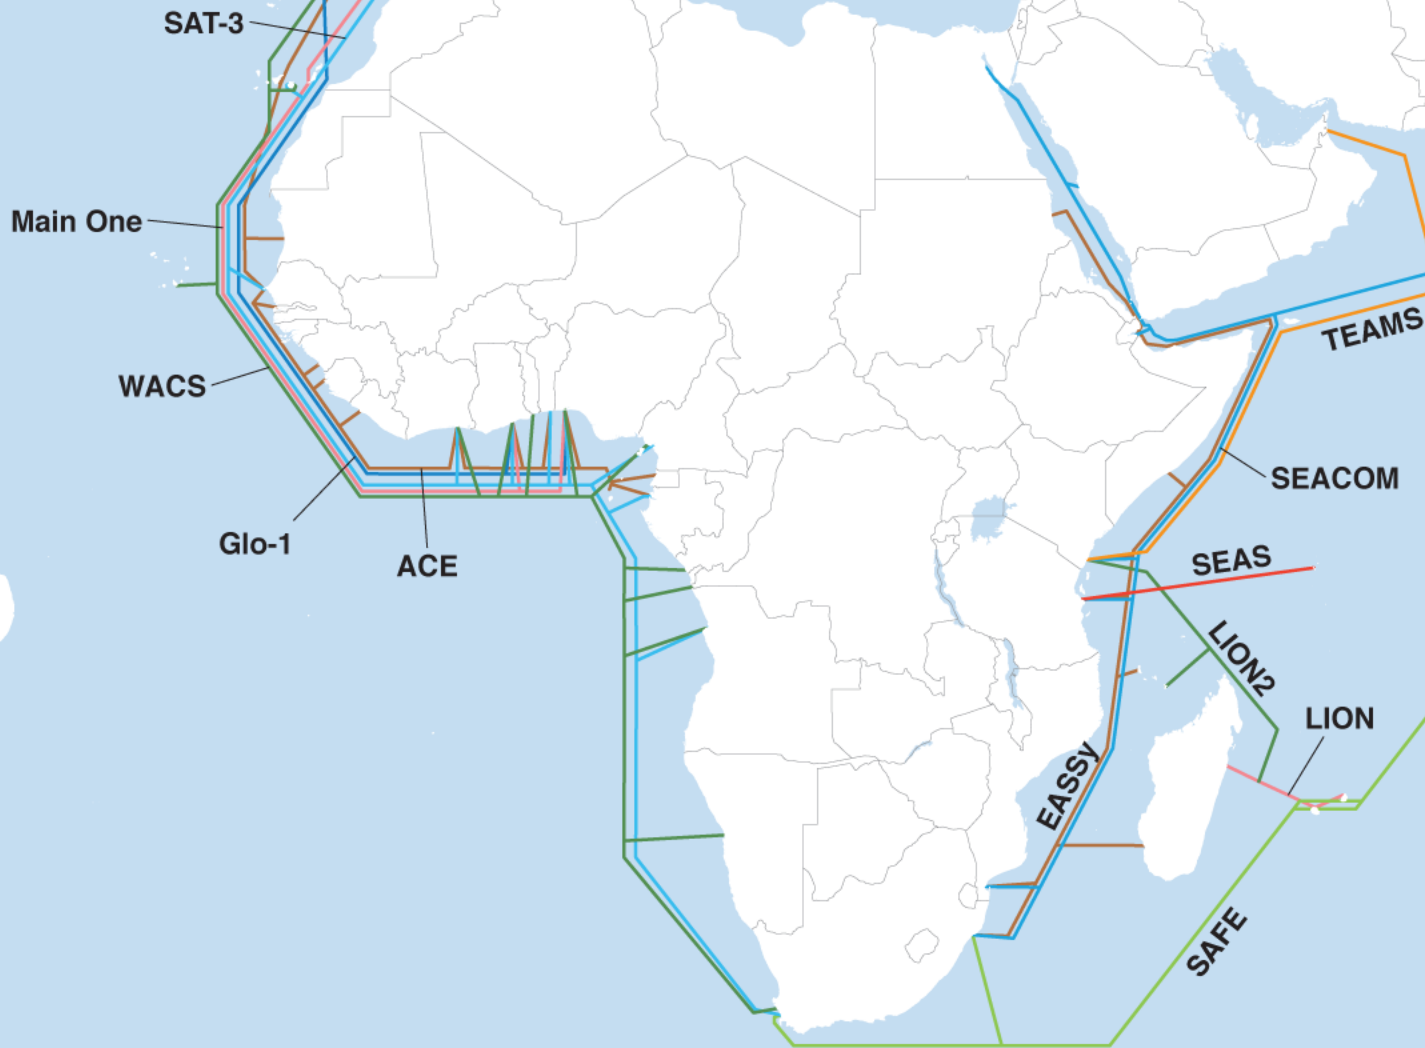 SAT-3
Main One
TEAMS
WACS
SEACOM
Glo-1
ACE
SEAS
LION2
LION
EASSy
SAFE